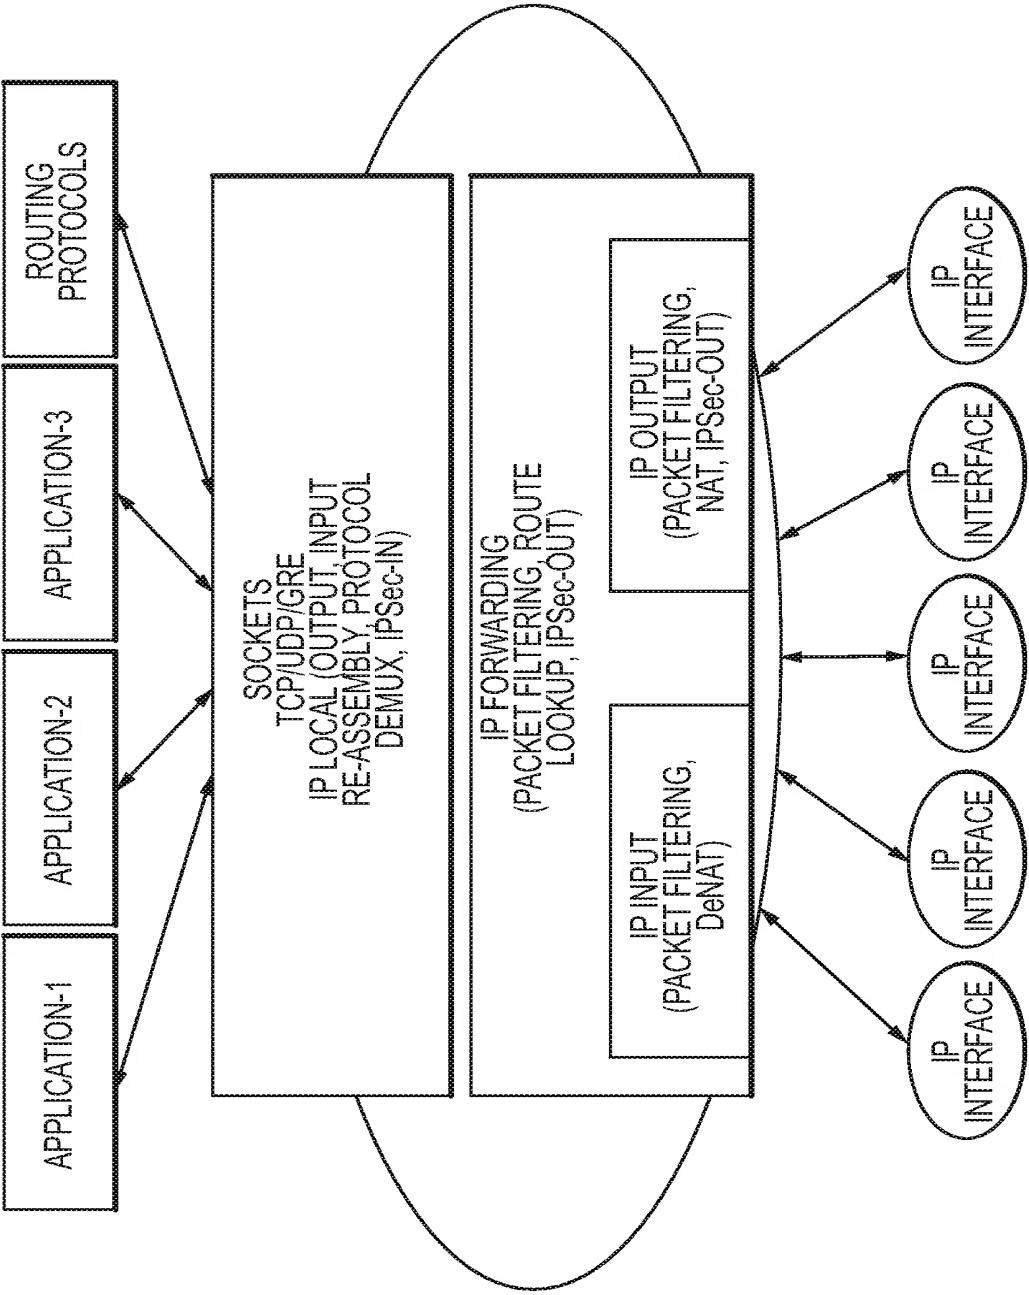 APPLICATION-1
APPLICATION-2
APPLICATION-3
ROUTING
PROTOCOLS
SOCKETS
TCP/UDP/GRE
IP LOCAL (OUTPUT, INPUT
RE-ASSEMBLY, PROTOCOL
DEMUX, IPSec-IN)
IP FORWARDING
(PACKET FILTERING, ROUTE
LOOKUP, IPSec-OUT)
IP INPUT
(PACKET FILTERING,
DeNAT)
IP OUTPUT
(PACKET FILTERING,
NAT, IPSec-OUT)
IP
INTERFACE
IP
INTERFACE
IP
INTERFACE
IP
INTERFACE
IP
INTERFACE